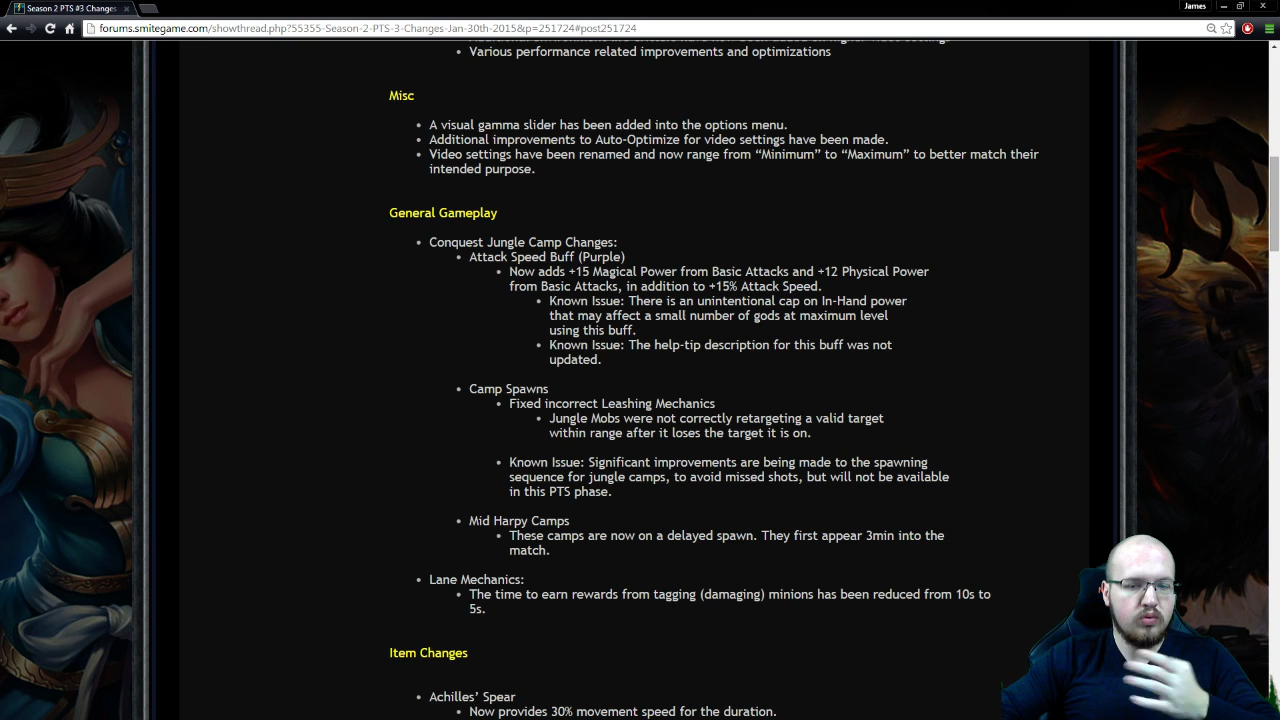 Season 2 PTS #3 Changes
James
forums.smitegame.com/showthread.php?55355-Season-2-PTS-3-Changes-Jan-30th-2015&p=251724#post251724
• Various performance related improvements and optimizations
Misc
• A visual gamma slider has been added into the options menu.
• Additional improvements to Auto-Optimize for video settings have been made.
• Video settings have been renamed and now range from “Minimum” to “Maximum” to better match their
intended purpose.
General Gameplay
• Conquest Jungle Camp Changes:
• Attack Speed Buff (Purple)
• Now adds +15 Magical Power from Basic Attacks and +12 Physical Power
from Basic Attacks, in addition to +15% Attack Speed.
• Known Issue: There is an unintentional cap on In-Hand power
that may affect a small number of gods at maximum level
using this buff.
• Known Issue: The help-tip description for this buff was not
updated.
• Camp Spawns
• Fixed incorrect Leashing Mechanics
• Jungle Mobs were not correctly retargeting a valid target
within range after it loses the target it is on.
• Known Issue: Significant improvements are being made to the spawning
sequence for jungle camps, to avoid missed shots, but will not be available
in this PTS phase.
• Mid Harpy Camps
• These camps are now on a delayed spawn. They first appear 3min into the
match.
• Lane Mechanics:
• The time to earn rewards from tagging (damaging) minions has been reduced from 10s to
5s.
Item Changes
• Achilles’ Spear
• Now provides 30% movement speed for the duration.